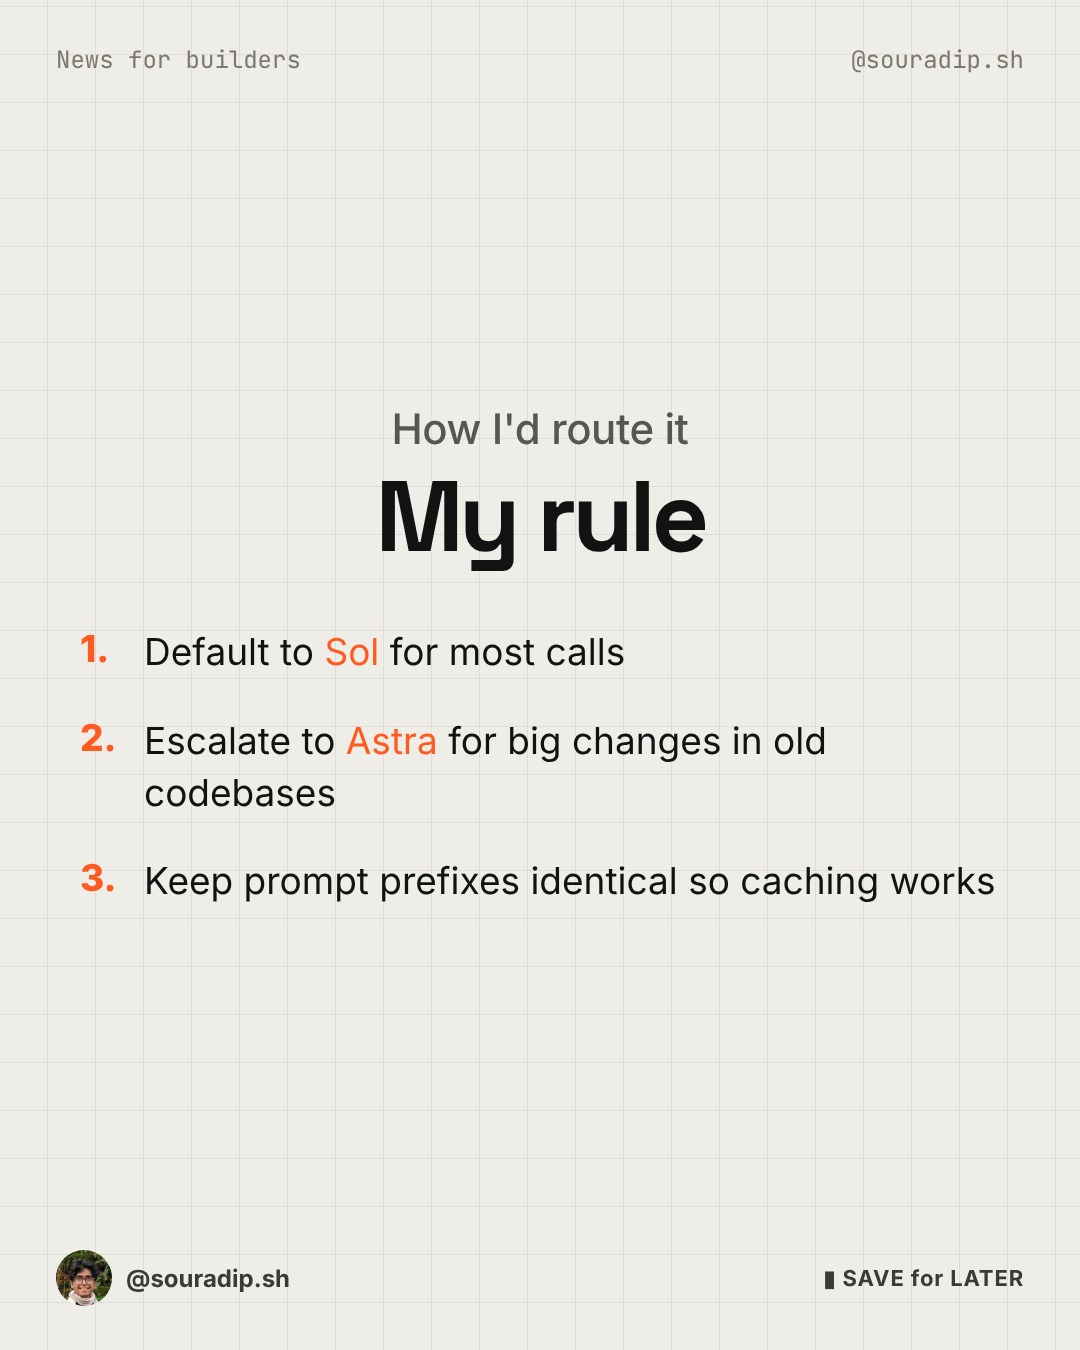 News for builders
@souradip.sh
How I'd route it
My rule
1. Default to Sol for most calls
2. Escalate to Astra for big changes in old
codebases
3. Keep prompt prefixes identical so caching works
@souradip.sh
SAVE for LATER